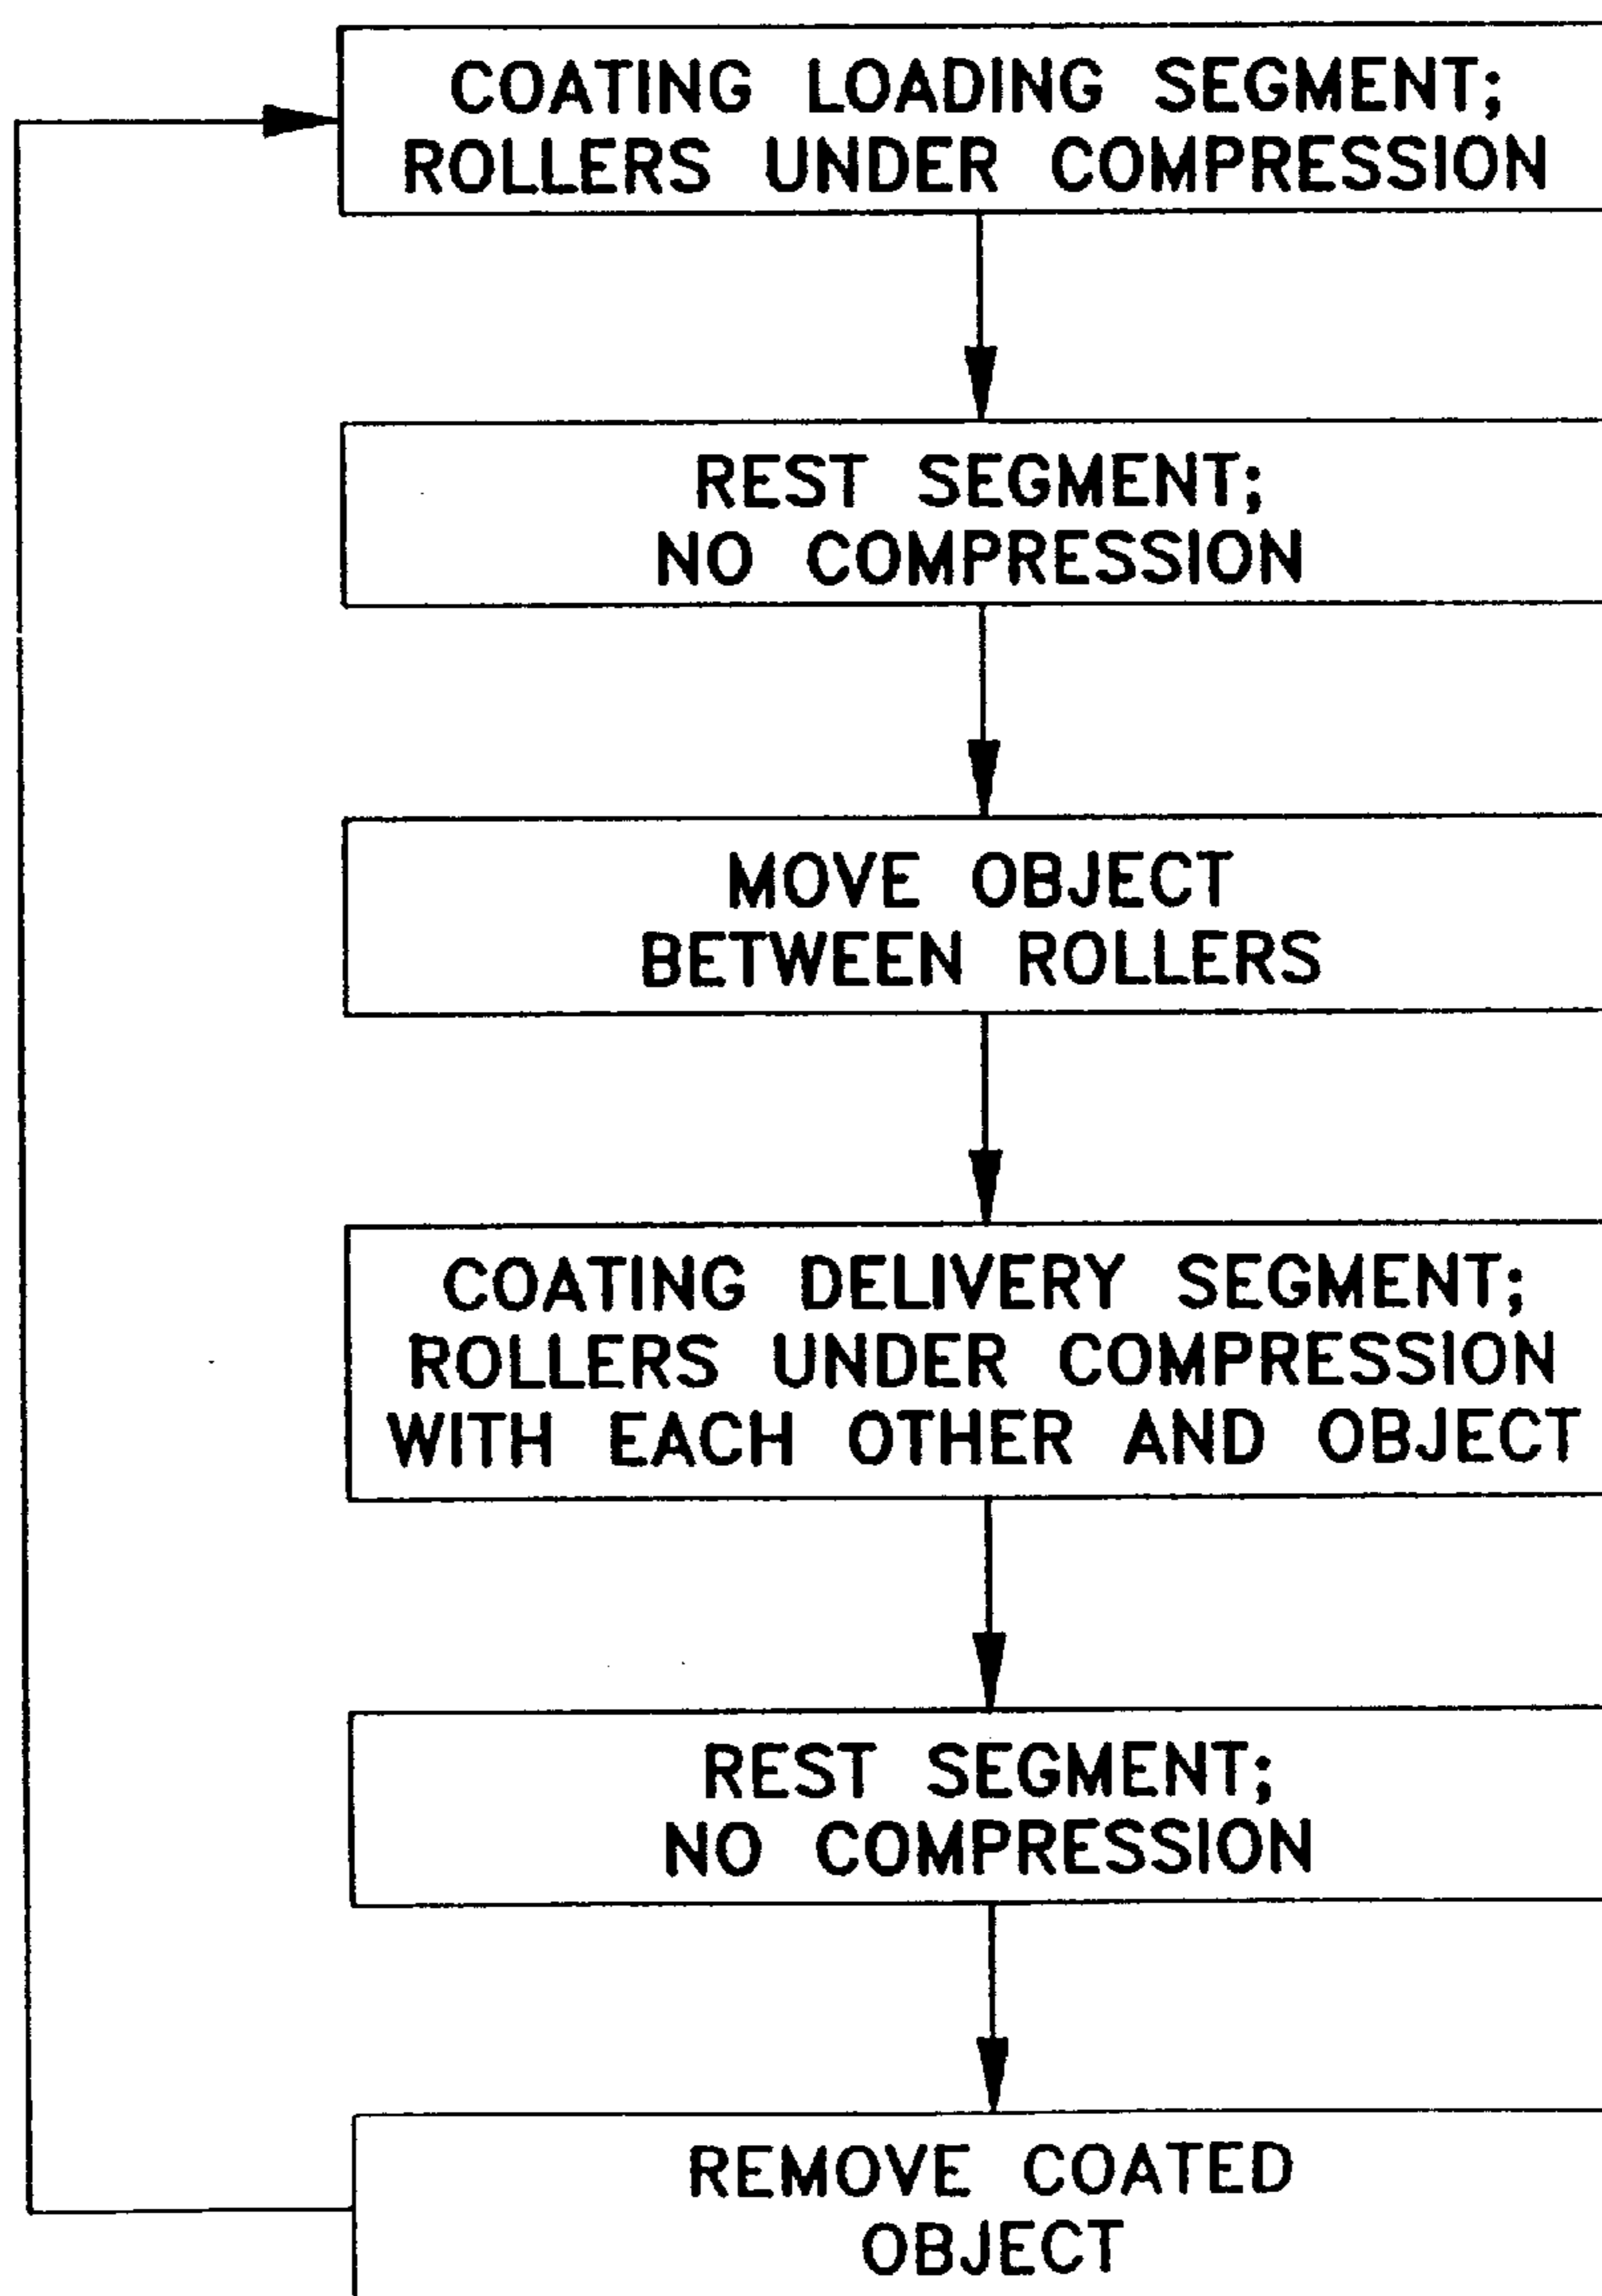 COATING LOADING SEGMENT;
ROLLERS UNDER COMPRESSION
REST SEGMENT;
NO COMPRESSION
MOVE OBJECT
BETWEEN ROLLERS
COATING DELIVERY SEGMENT;
ROLLERS UNDER COMPRESSION
WITH EACH OTHER AND OBJECT
REST SEGMENT;
NO COMPRESSION
REMOVE COATED
OBJECT